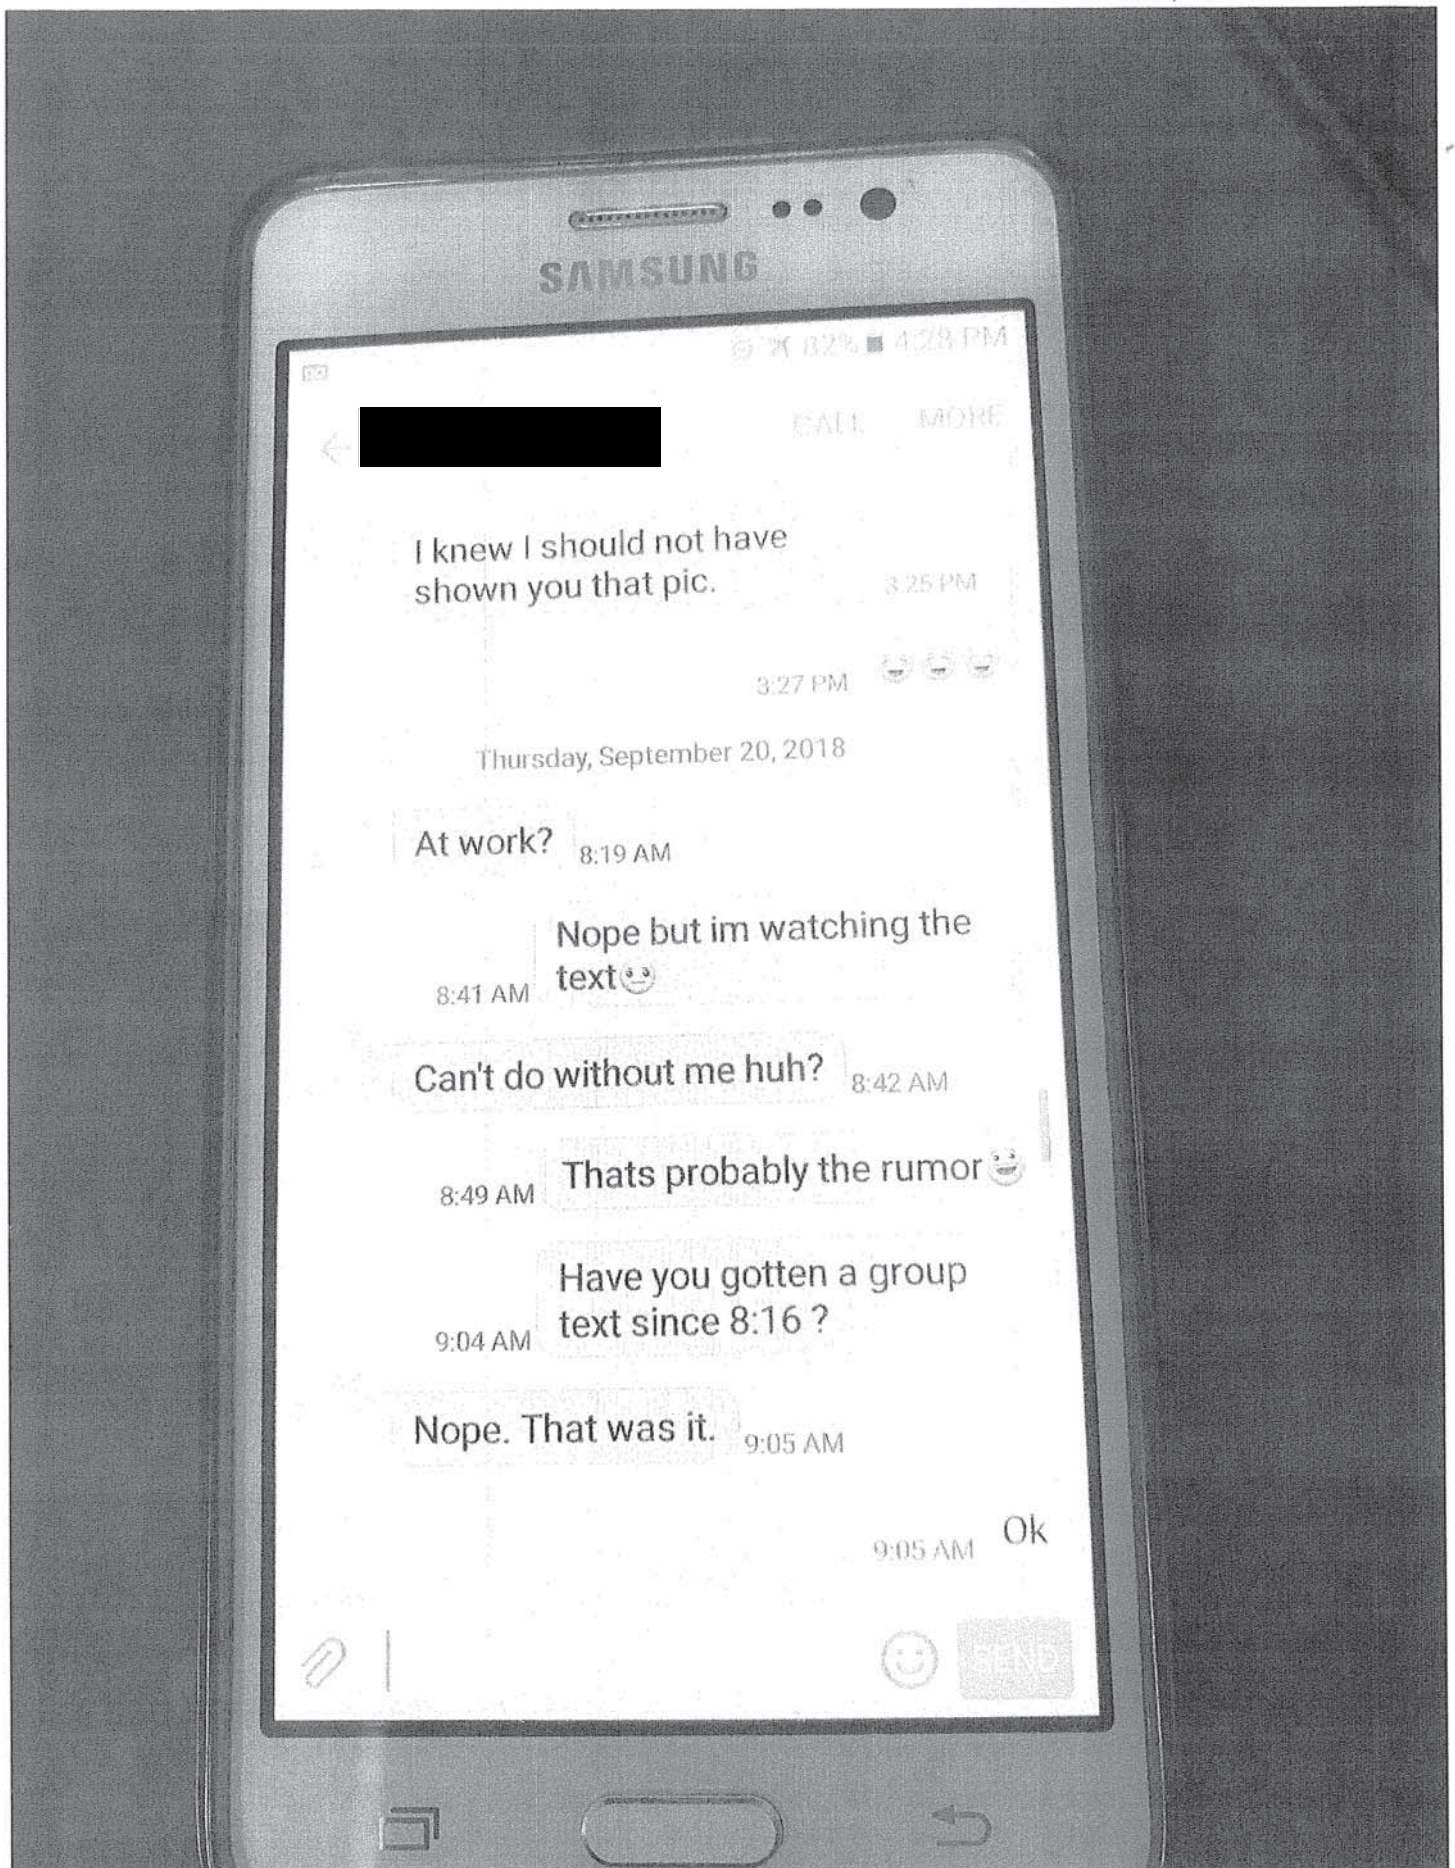 SAMSUNG
82% 4:28 PM
CALL MORE
I knew I should not have
shown you that pic.
3:25 PM
3:27 PM
Thursday, September 20, 2018
At work? 8:19 AM
Nope but im watching the
text
8:41 AM
Can't do without me huh? 8:42 AM
8:49 AM Thats probably the rumor
Have you gotten a group
text since 8:16 ?
9:04 AM
Nope. That was it. 9:05 AM
9:05 AM Ok
SEND